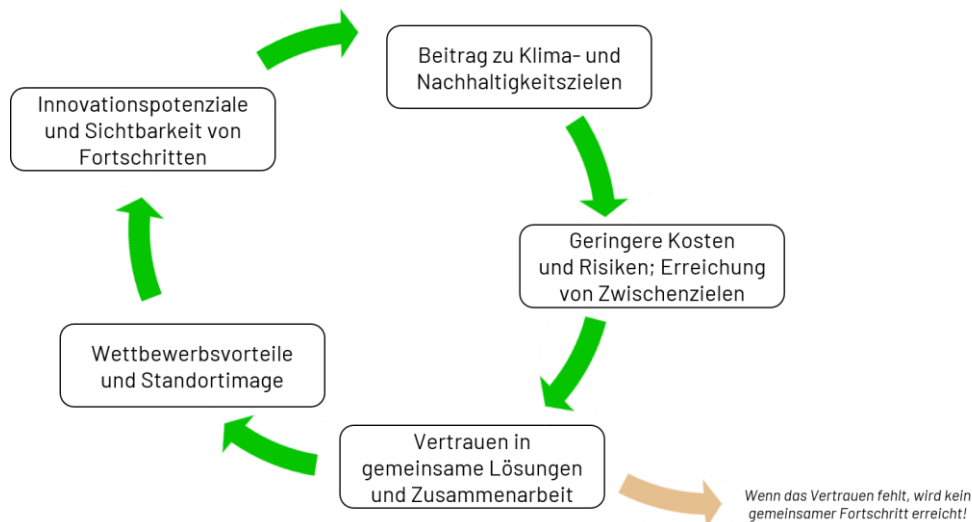 Beitrag zu Klima- und
Nachhaltigkeitszielen
Geringere Kosten
und Risiken; Erreichung
von Zwischenzielen
Vertrauen in
gemeinsame Lösungen
und Zusammenarbeit
Wenn das Vertrauen fehlt, wird kein
gemeinsamer Fortschritt erreicht!
Wettbewerbsvorteile
und Standortimage
Innovationspotenziale
und Sichtbarkeit von
Fortschritten